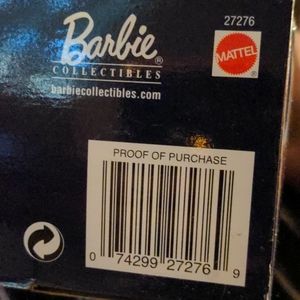 27276
Barbie®
COLLECTIBLES
barbiecollectibles.com
MATTEL
PROOF OF PURCHASE
0 74299 27276 9